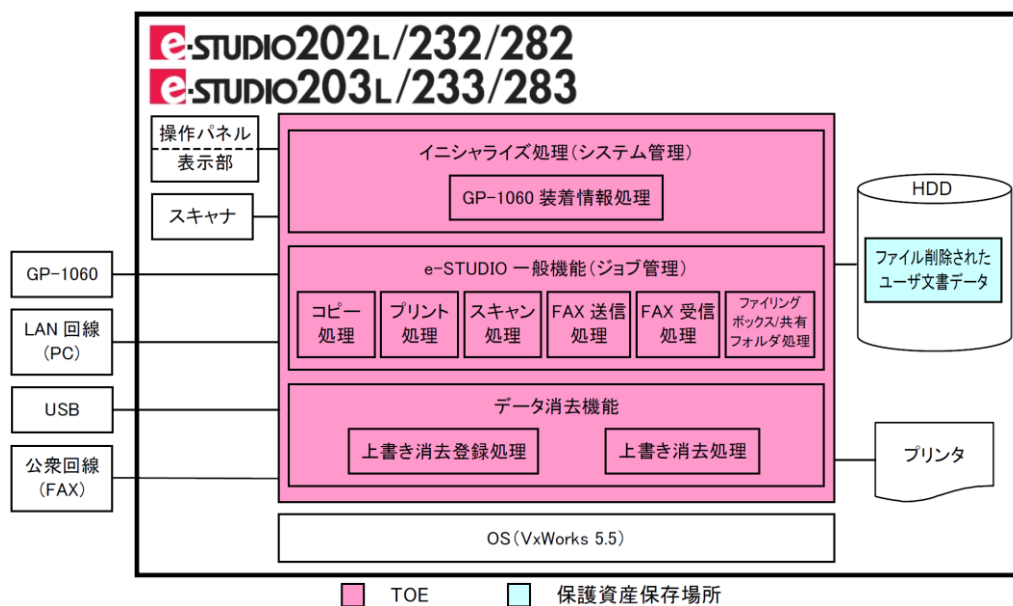 e-STUDIO202L/232/282
e-STUDIO203L/233/283
操作パネル
表示部
スキャナ
GP-1060
LAN 回線
(PC)
USB
公衆回線
(FAX)
イニシャライズ処理(システム管理)
GP-1060 装着情報処理
e-STUDIO 一般機能(ジョブ管理)
コピー
処理
プリント
処理
スキャン
処理
FAX 送信
処理
FAX 受信
処理
ファイリング
ボックス/共有
フォルダ処理
データ消去機能
上書き消去登録処理
上書き消去処理
OS(VxWorks 5.5)
HDD
ファイル削除された
ユーザ文書データ
プリンタ
TOE
保護資産保存場所